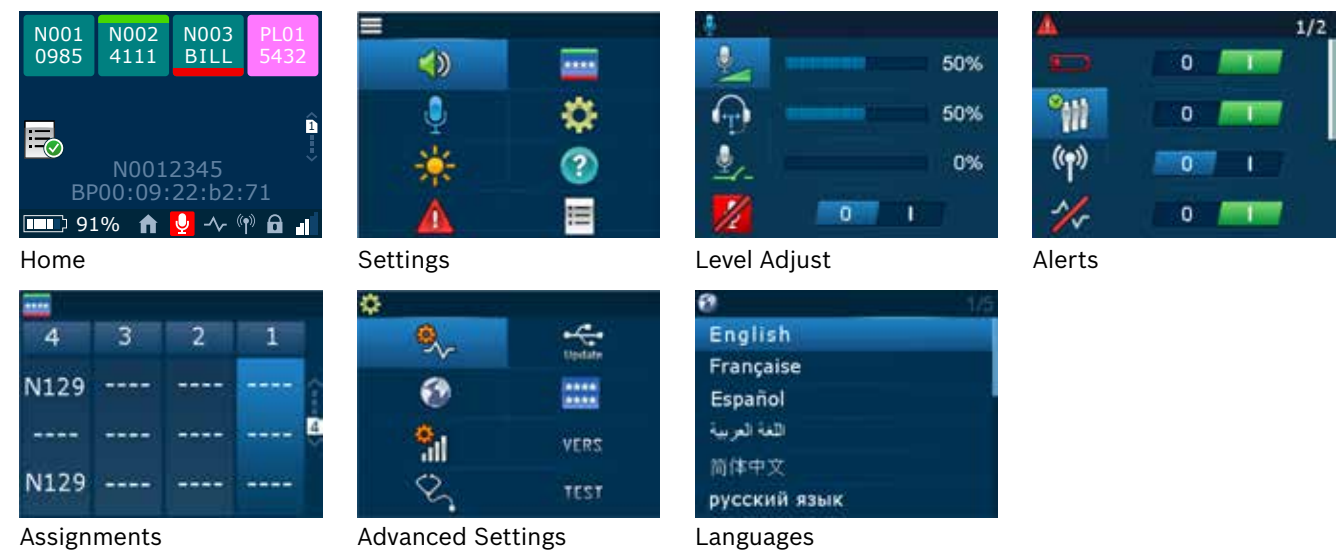 N001 N002 N003 PL01
0985 4111 BILL 5432
1
N0012345
BP00:09:22:b2:71
91%
Home
Settings
50%
50%
0%
0 I
Level Adjust
1/2
0 I
0 I
0 I
0 I
Alerts
4 3 2 1
N129 ---- ---- ----
4
---- ---- ---- ----
N129 ---- ---- ----
Assignments
Update
VERS
TEST
Advanced Settings
1/5
English
Française
Español
اللغة العربية
简体中文
русский язык
Languages